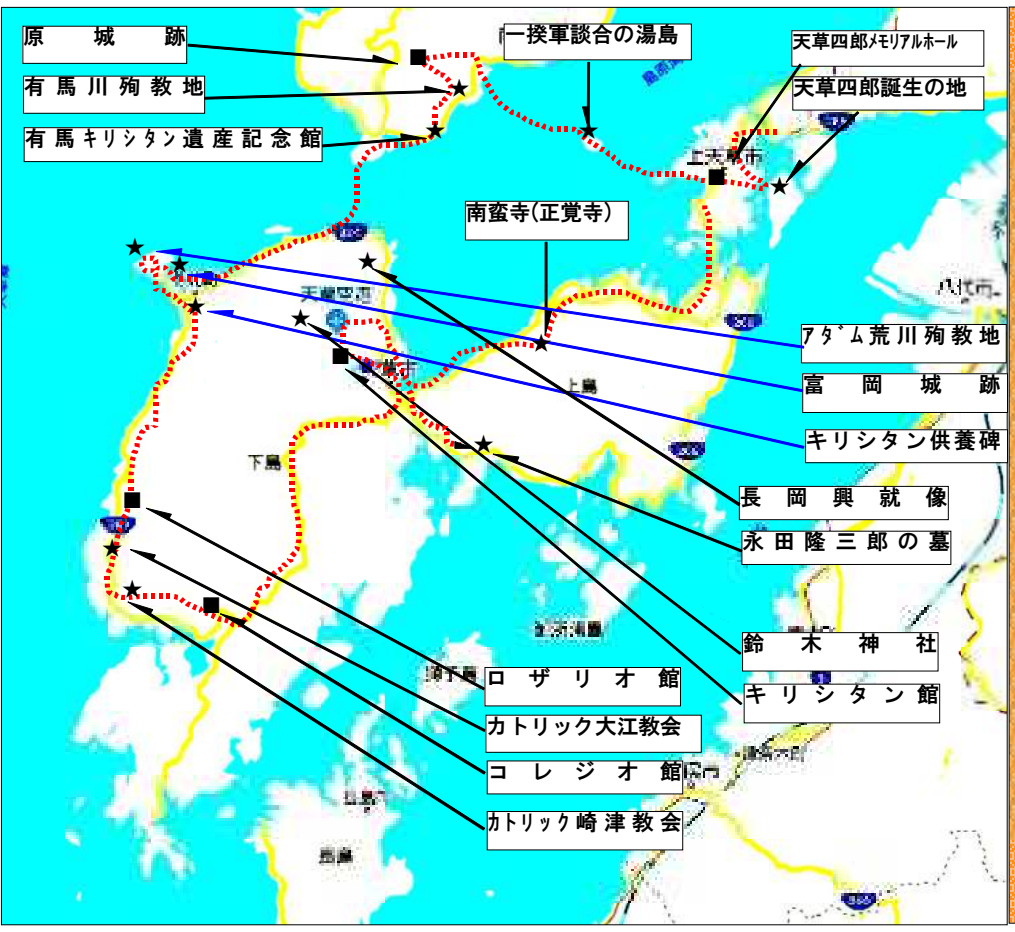 原城跡
有馬川殉教地
有馬キリシタン遺産記念館
一揆軍談合の湯島
天草四郎メモリアルホール
天草四郎誕生の地
上天草市
南蛮寺(正覚寺)
天草空港
八代市
アダム荒川殉教地
富岡城跡
キリシタン供養碑
上島
下島
長岡興就像
永田隆三郎の墓
鈴木神社
キリシタン館
ロザリオ館
カトリック大江教会
コレジオ館
カトリック崎津教会
長島